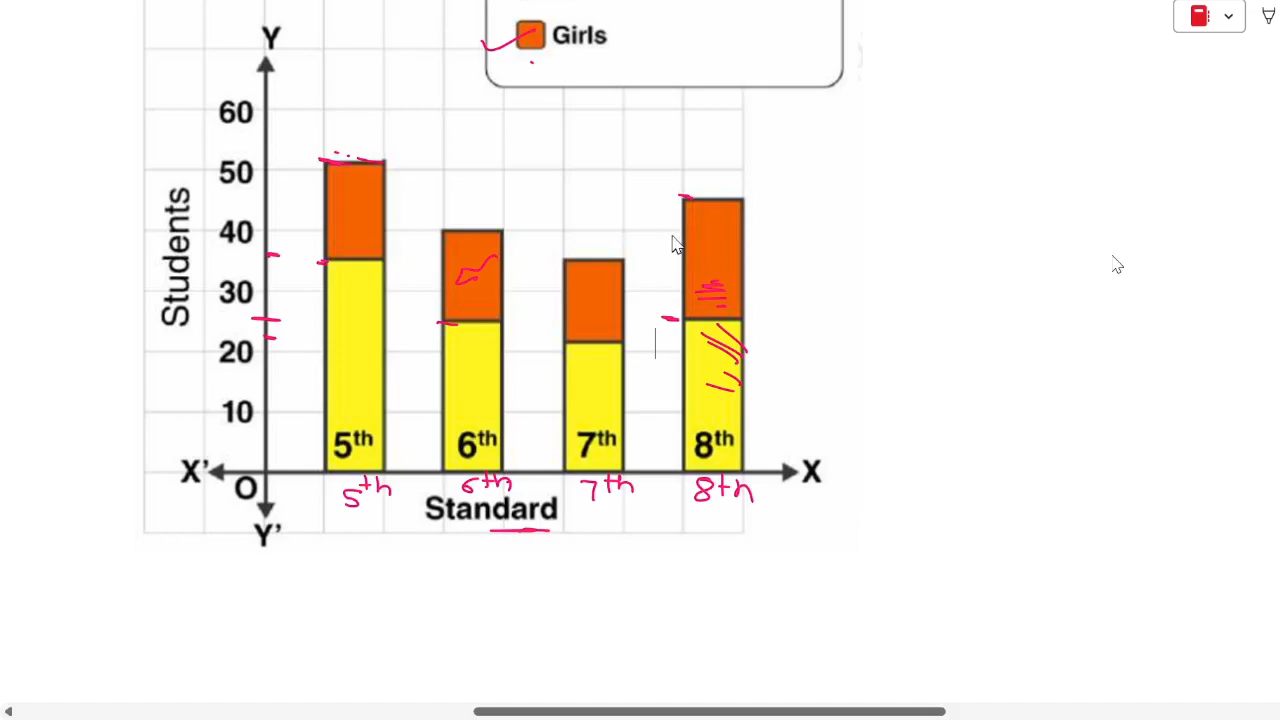 Girls
Y
60
50
40
30
20
10
Students
5th
6th
7th
8th
X'
O
X
5th
6th
7th
8th
Standard
Y'